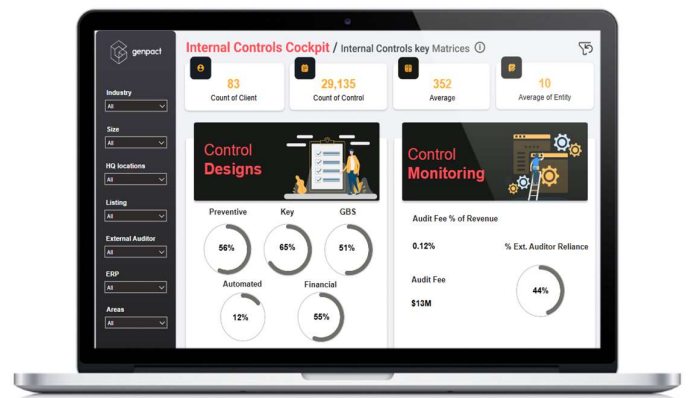 genpact
Internal Controls Cockpit / Internal Controls key Matrices
83
Count of Client
29,135
Count of Control
352
Average
10
Average of Entity
Industry
All
Size
All
HQ locations
All
Listing
All
External Auditor
All
ERP
All
Areas
All
Control
Designs
Preventive
Key
GBS
56%
65%
51%
Automated
Financial
12%
55%
Control
Monitoring
Audit Fee % of Revenue
0.12%
% Ext. Auditor Reliance
Audit Fee
$13M
44%